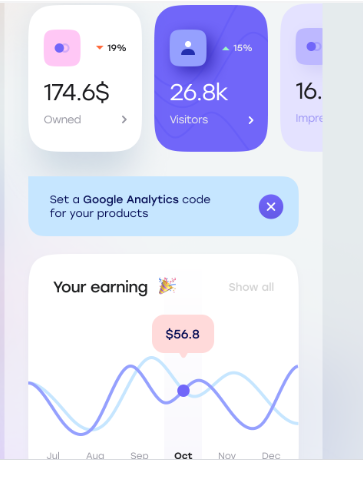 19%
174.6$
Owned
15%
26.8k
Visitors
16.
Impre
Set a Google Analytics code
for your products
Your earning
Show all
$56.8
Jul Aug Sep Oct Nov Dec